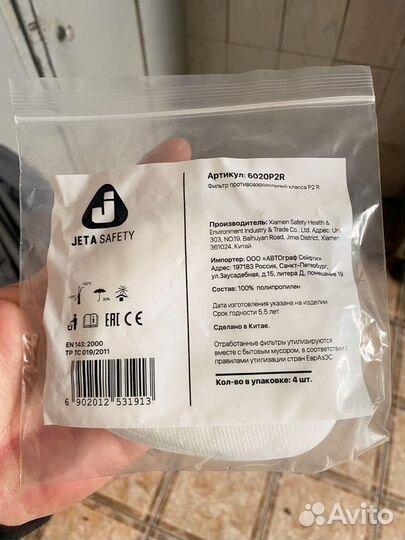 Артикул: 6020P2R
Фильтр противоаэрозольный класса P2 R
JETA SAFETY
Производитель: Xiamen Safety Health &
Environment Industry & Trade Co., Ltd. Адрес: Uni
303, NO.19, Baihuyan Road, Jimei District, Xiamen
361024, Китай
Импортер: ООО «АВТОграф Сейфти»
Адрес: 197183 Россия, Санкт-Петербург,
ул.Заусадебная, д.15, литера Д, помещение 19
Состав: 100% полипропилен
Дата изготовления указана на изделии
Срок годности 5,5 лет
Сделано в Китае.
EN 143: 2000
ТР ТС 019/2011
Отработанные фильтры утилизируются
вместе с бытовым мусором, в соответствии с
правилами утилизации стран ЕврАзЭС
Кол-во в упаковке: 4 шт.
6 902012 531913
EAC CE
Avito